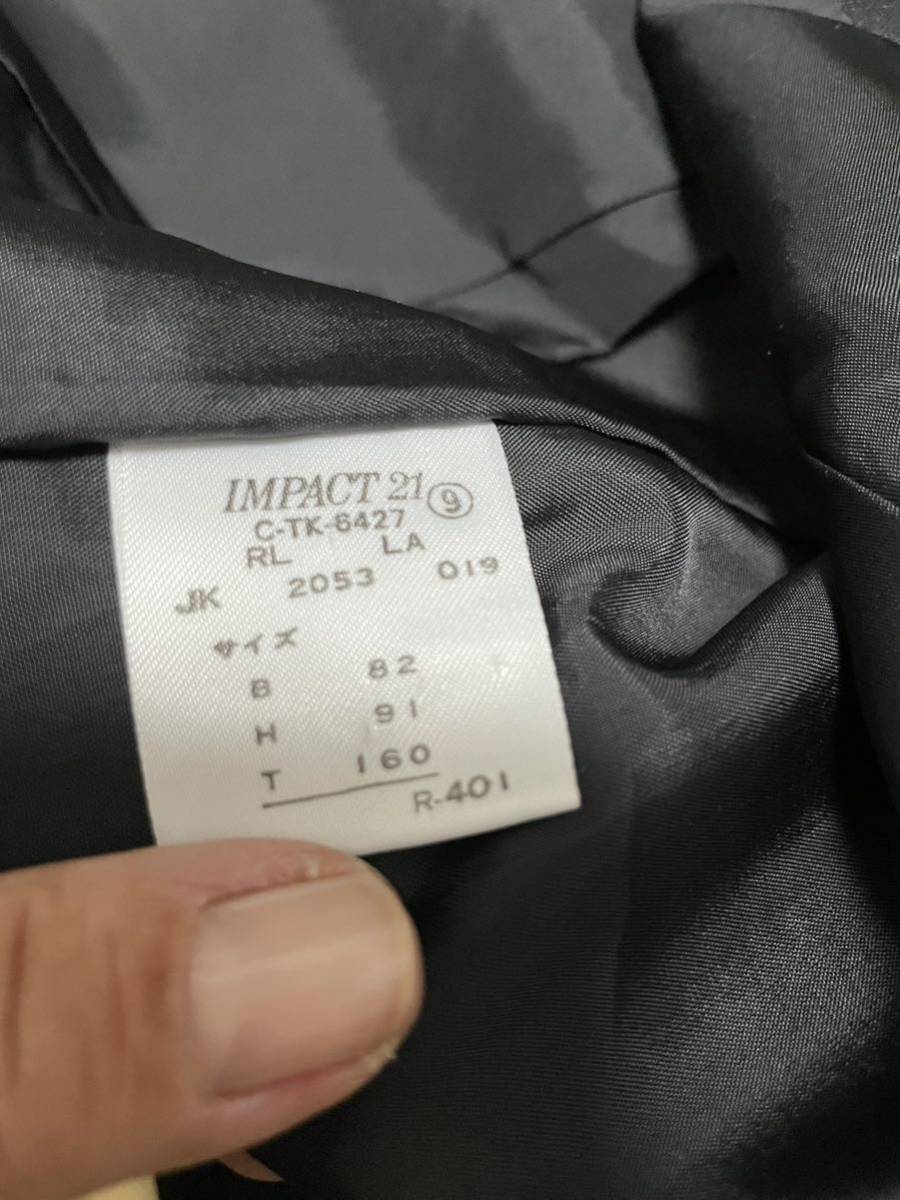 IMPACT 21
C-TK-6427 ⑨
RL LA
JK 2053 019
サイズ
B 82
H 91
T 160
R-401